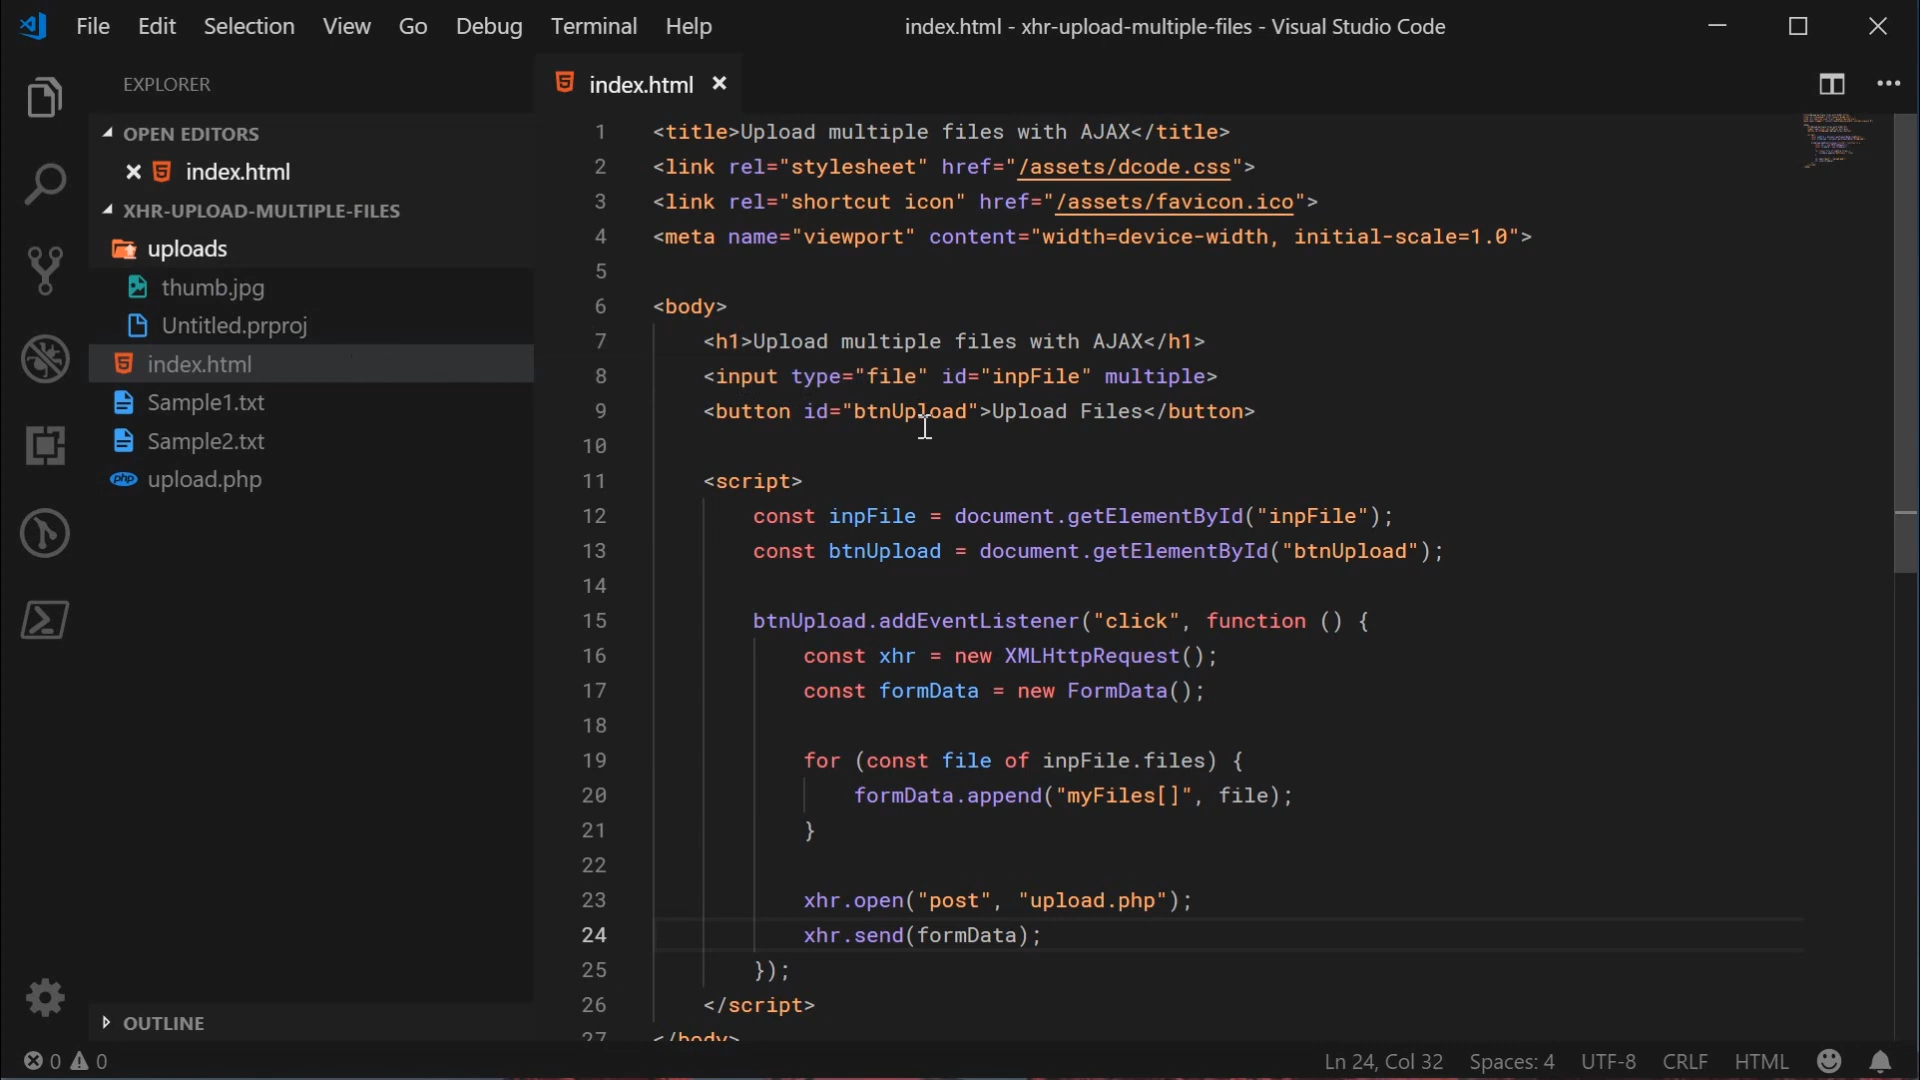 File Edit Selection View Go Debug Terminal Help
index.html - xhr-upload-multiple-files - Visual Studio Code
EXPLORER
OPEN EDITORS
index.html
XHR-UPLOAD-MULTIPLE-FILES
uploads
thumb.jpg
Untitled.prproj
index.html
Sample1.txt
Sample2.txt
php upload.php
OUTLINE
index.html
1 <title>Upload multiple files with AJAX</title>
2 <link rel="stylesheet" href="/assets/dcode.css">
3 <link rel="shortcut icon" href="/assets/favicon.ico">
4 <meta name="viewport" content="width=device-width, initial-scale=1.0">
5
6 <body>
7 <h1>Upload multiple files with AJAX</h1>
8 <input type="file" id="inpFile" multiple>
9 <button id="btnUpload">Upload Files</button>
10
11 <script>
12 const inpFile = document.getElementById("inpFile");
13 const btnUpload = document.getElementById("btnUpload");
14
15 btnUpload.addEventListener("click", function () {
16 const xhr = new XMLHttpRequest();
17 const formData = new FormData();
18
19 for (const file of inpFile.files) {
20 formData.append("myFiles[]", file);
21 }
22
23 xhr.open("post", "upload.php");
24 xhr.send(formData);
25 });
26 </script>
27 </body>
0 0
Ln 24, Col 32 Spaces: 4 UTF-8 CRLF HTML